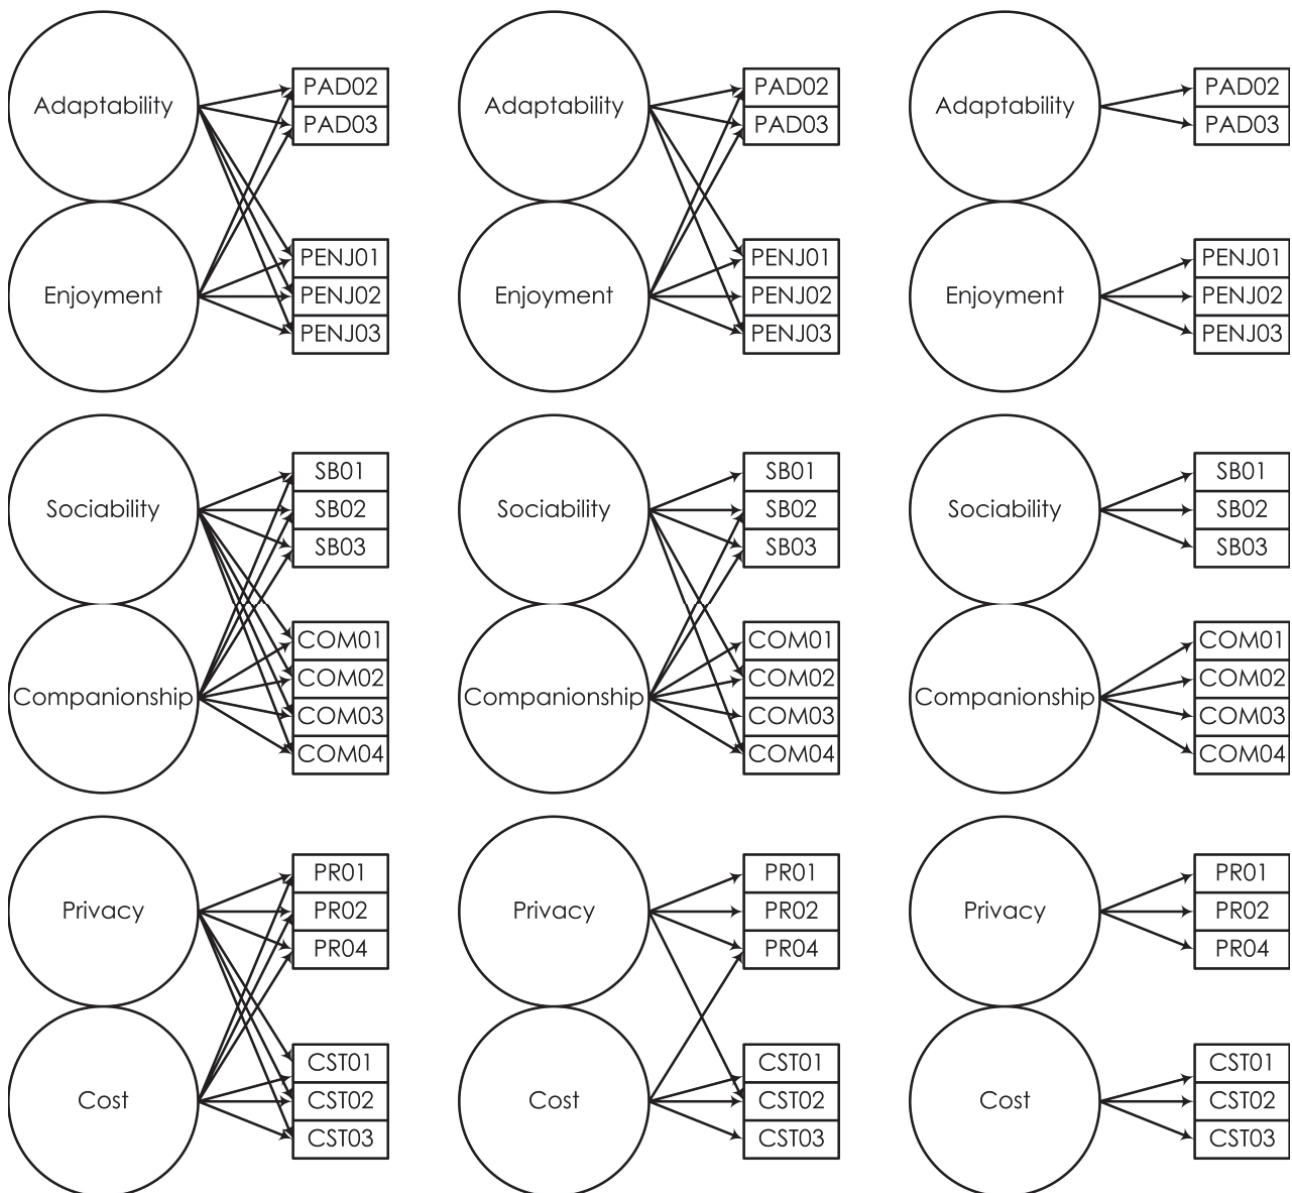 Adaptability
PAD02
PAD03
Enjoyment
PENJ01
PENJ02
PENJ03
Adaptability
PAD02
PAD03
Enjoyment
PENJ01
PENJ02
PENJ03
Adaptability
PAD02
PAD03
Enjoyment
PENJ01
PENJ02
PENJ03
Sociability
SB01
SB02
SB03
Companionship
COM01
COM02
COM03
COM04
Sociability
SB01
SB02
SB03
Companionship
COM01
COM02
COM03
COM04
Sociability
SB01
SB02
SB03
Companionship
COM01
COM02
COM03
COM04
Privacy
PR01
PR02
PR04
Cost
CST01
CST02
CST03
Privacy
PR01
PR02
PR04
Cost
CST01
CST02
CST03
Privacy
PR01
PR02
PR04
Cost
CST01
CST02
CST03